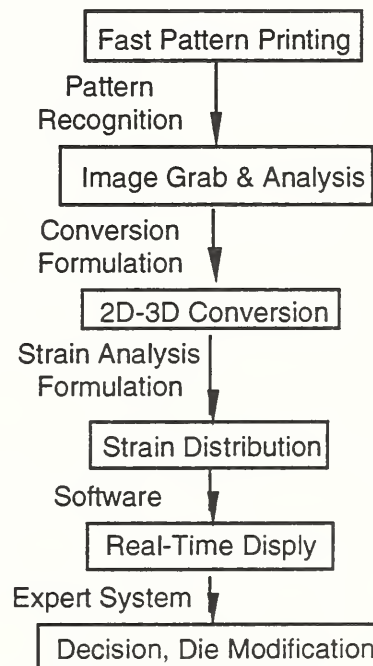 Fast Pattern Printing
Pattern
Recognition
Image Grab & Analysis
Conversion
Formulation
2D-3D Conversion
Strain Analysis
Formulation
Strain Distribution
Software
Real-Time Disply
Expert System
Decision, Die Modification